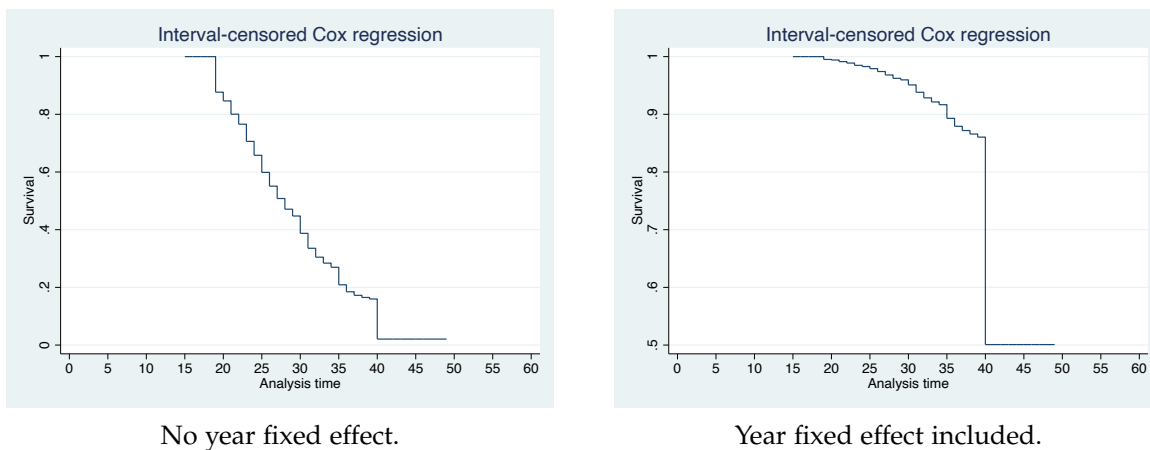 Interval-censored Cox regression
1
.8
.6
.4
.2
0
Survival
0 5 10 15 20 25 30 35 40 45 50 55 60
Analysis time
No year fixed effect.
Interval-censored Cox regression
1
.9
.8
.7
.6
.5
Survival
0 5 10 15 20 25 30 35 40 45 50 55 60
Analysis time
Year fixed effect included.